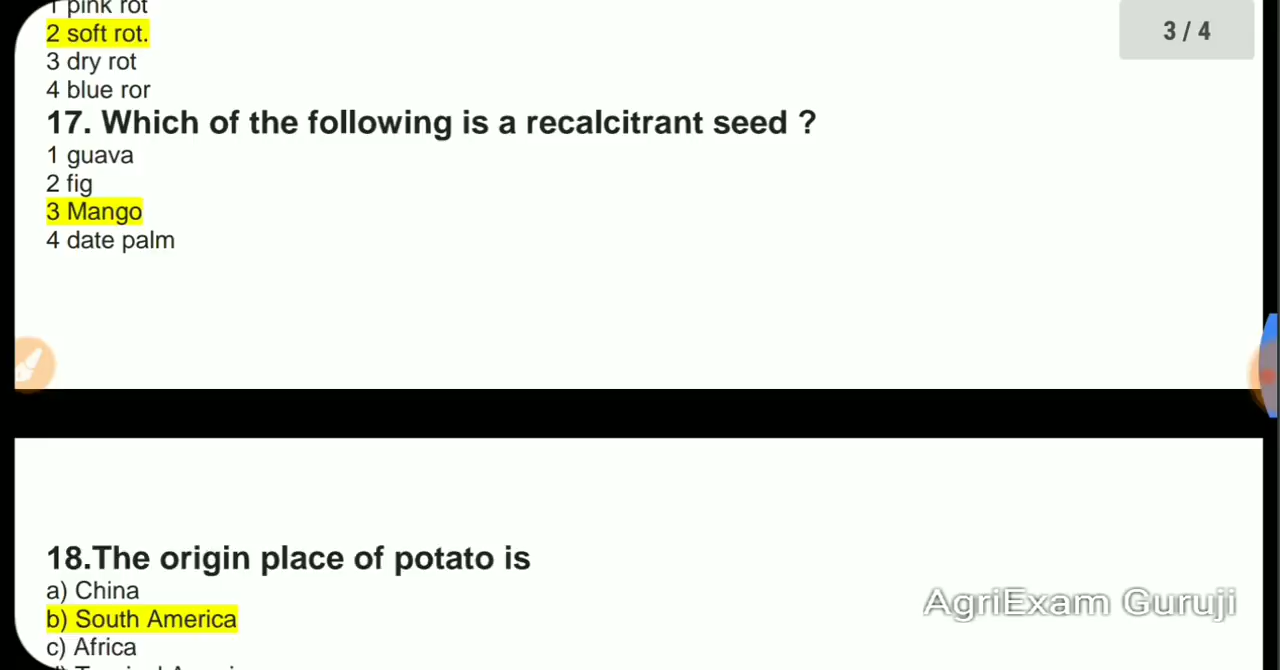 1 pink rot
2 soft rot.
3 dry rot
4 blue ror
3 / 4
17. Which of the following is a recalcitrant seed ?
1 guava
2 fig
3 Mango
4 date palm
18.The origin place of potato is
a) China
b) South America
c) Africa
AgriExam Guruji